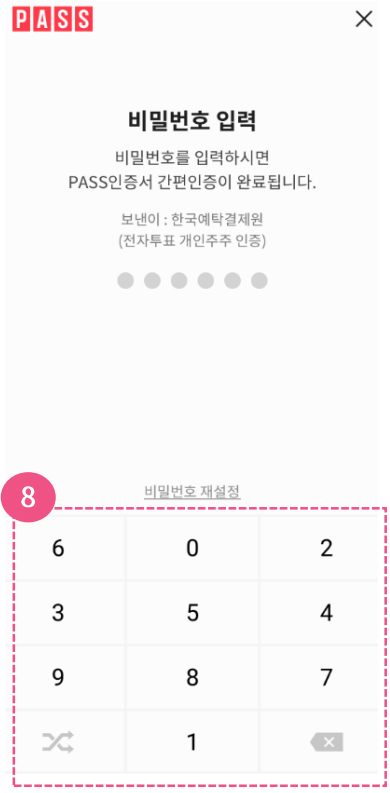 PASS
비밀번호 입력
비밀번호를 입력하시면
PASS인증서 간편인증이 완료됩니다.
보낸이 : 한국예탁결제원
(전자투표 개인주주 인증)
비밀번호 재설정
8
6 0 2
3 5 4
9 8 7
1